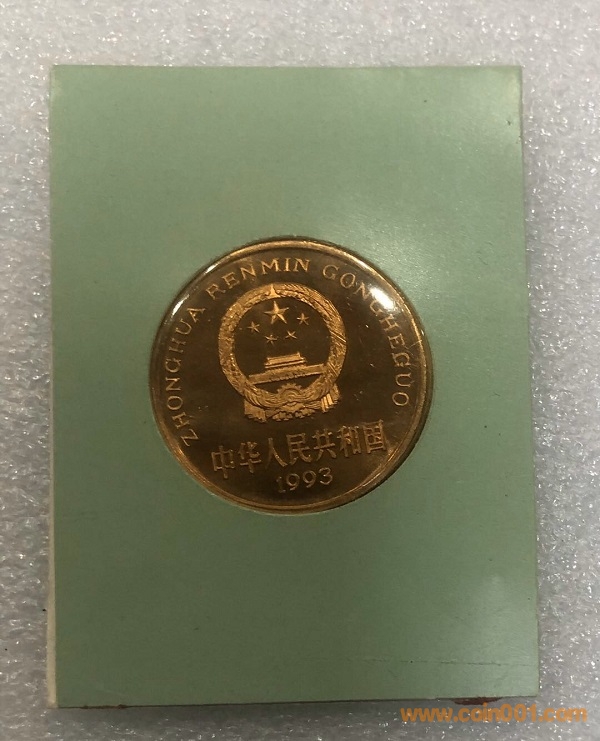 ZHONGHUA RENMIN GONGHEGUO
中华人民共和国
1993
www.coin001.com